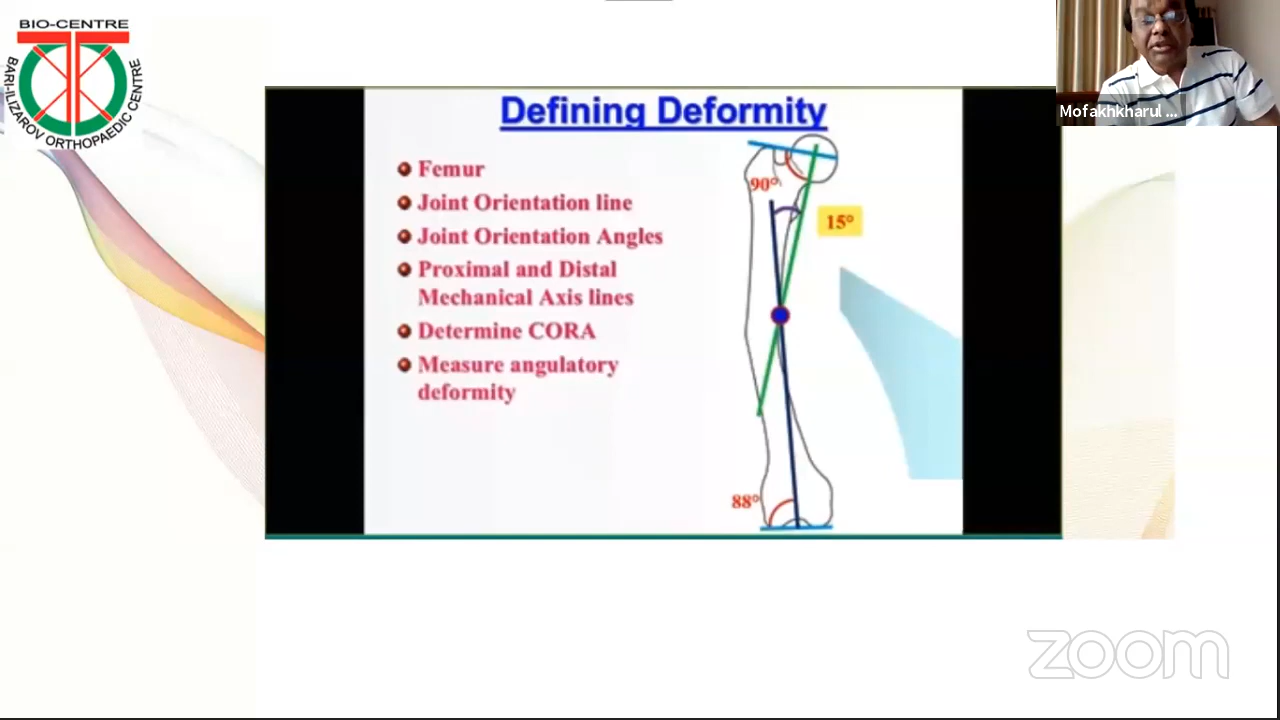 BIO-CENTRE
BARI-ILIZAROV ORTHOPAEDIC CENTRE
Mofakhkharul ...
Defining Deformity
Femur
Joint Orientation line
Joint Orientation Angles
Proximal and Distal
Mechanical Axis lines
Determine CORA
Measure angulatory
deformity
90°
15°
88°
zoom